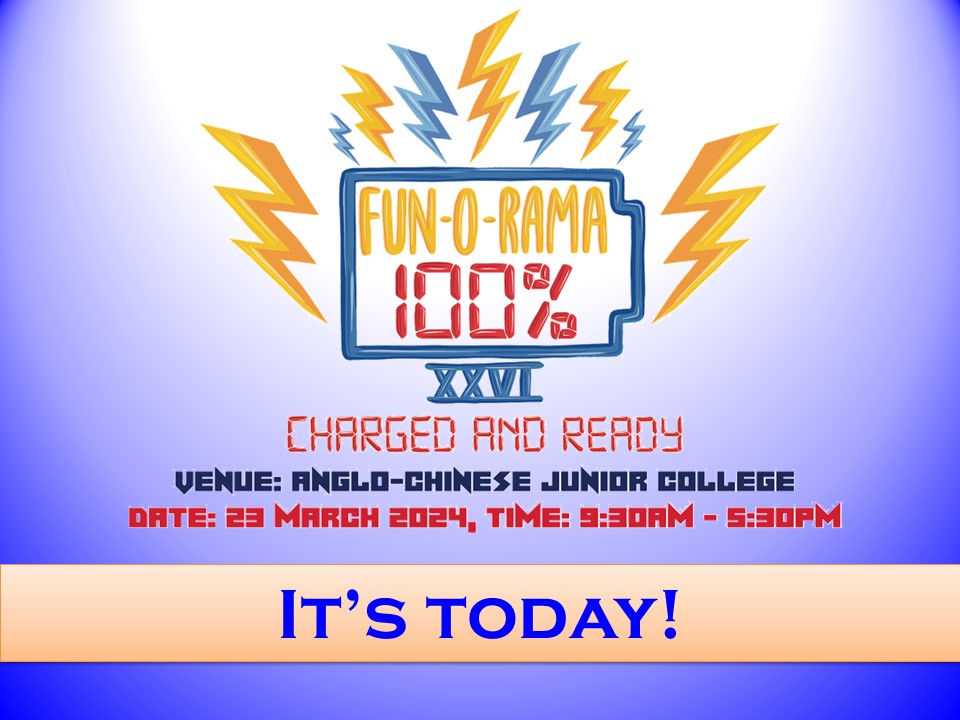 FUN-O-RAMA
100%
XXVI
CHARGED AND READY
VENUE: ANGLO-CHINESE JUNIOR COLLEGE
DATE: 23 MARCH 2024, TIME: 9:30AM - 5:30PM
IT'S TODAY!